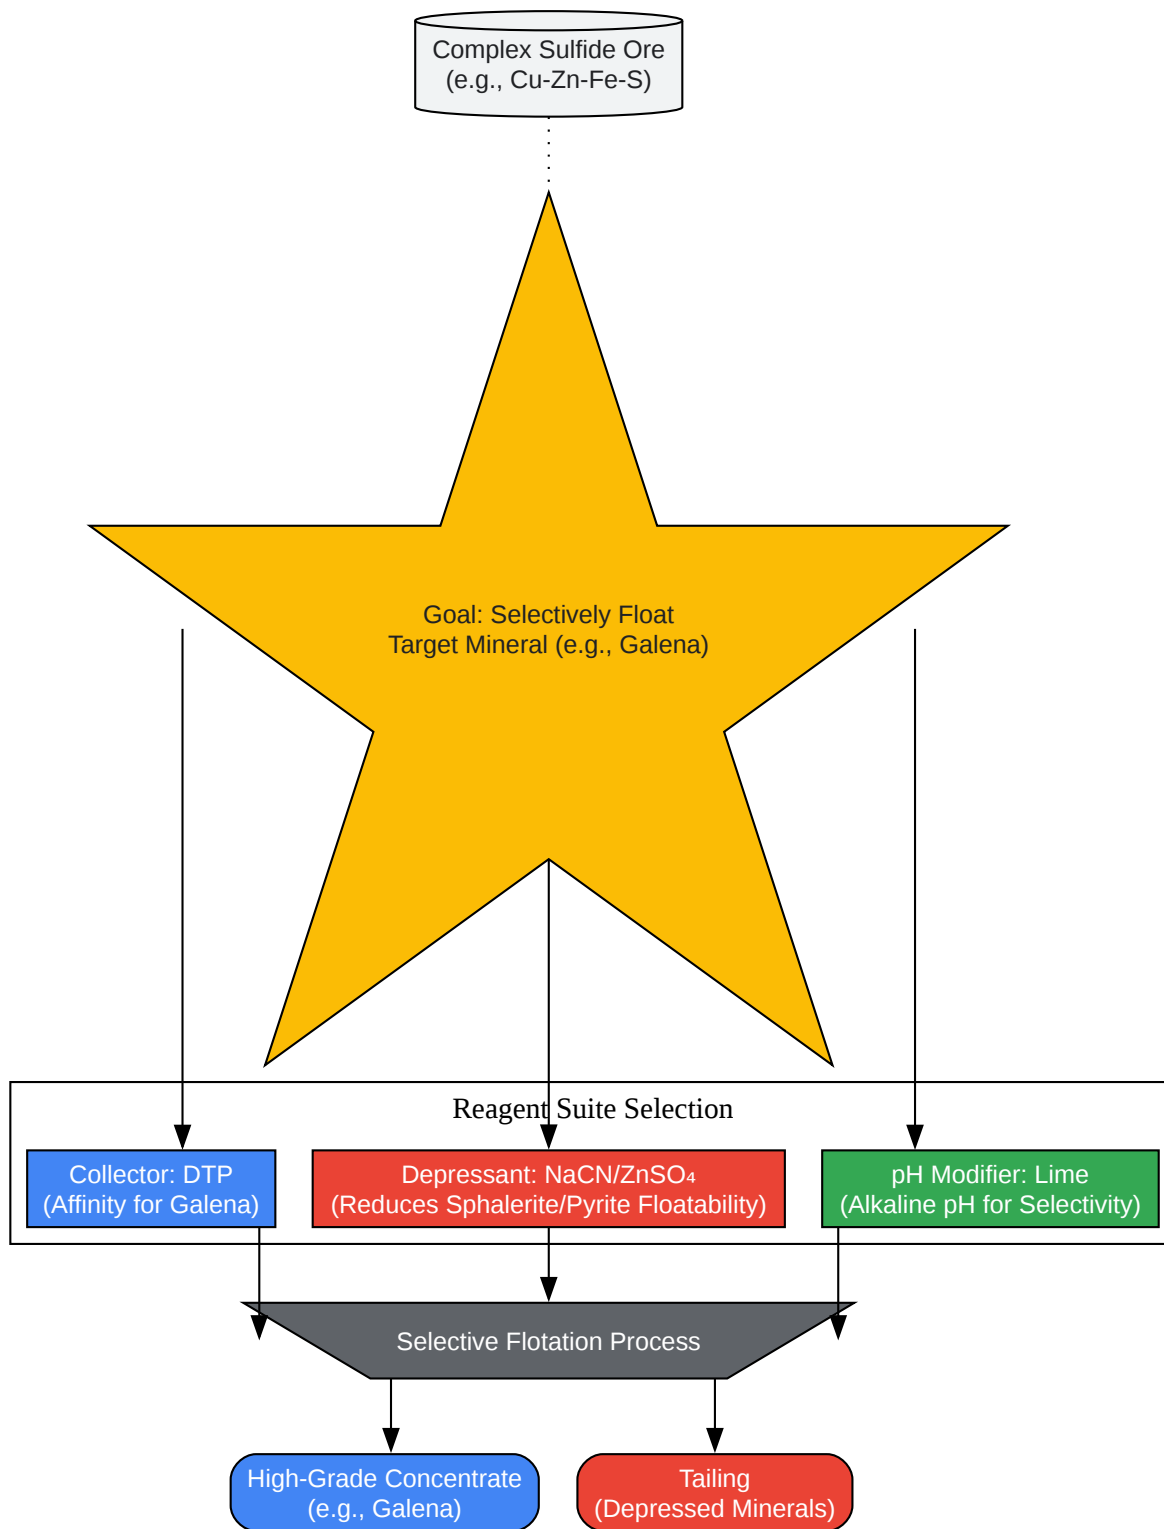 Complex Sulfide Ore
(e.g., Cu-Zn-Fe-S)
Goal: Selectively Float
Target Mineral (e.g., Galena)
Reagent Suite Selection
Collector: DTP
(Affinity for Galena)
Depressant: NaCN/ZnSO₄
(Reduces Sphalerite/Pyrite Floatability)
pH Modifier: Lime
(Alkaline pH for Selectivity)
Selective Flotation Process
High-Grade Concentrate
(e.g., Galena)
Tailing
(Depressed Minerals)